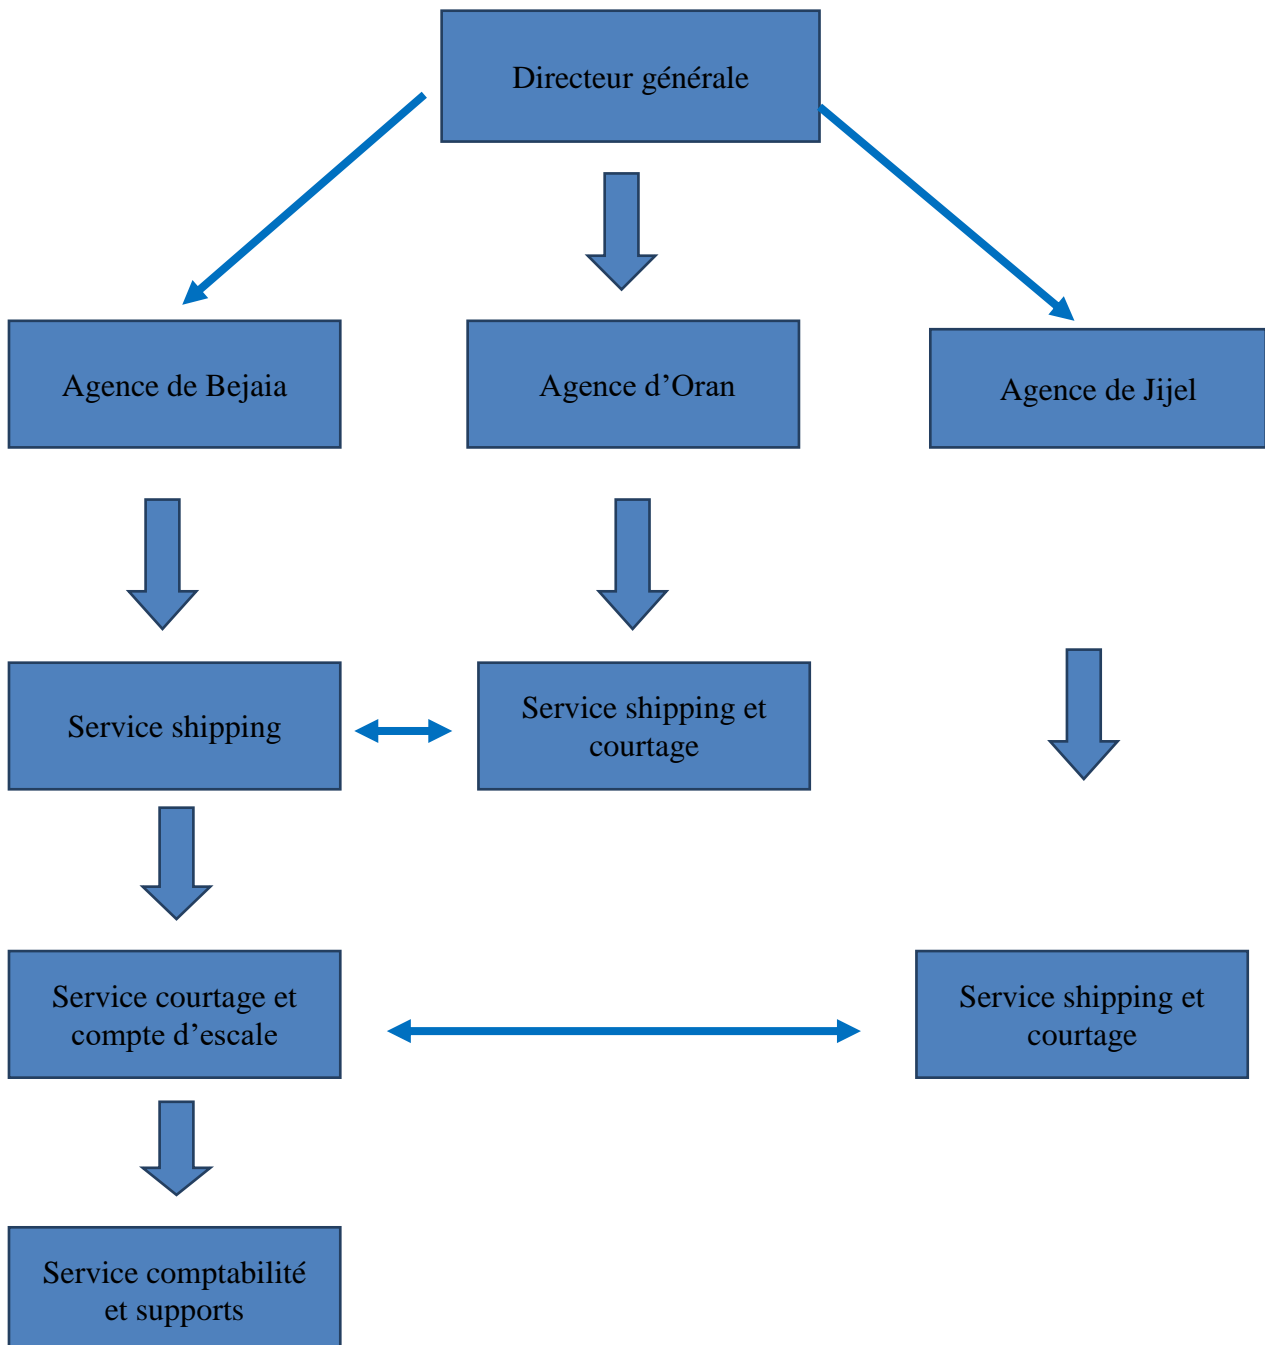 Directeur générale
Agence de Bejaia
Agence d’Oran
Agence de Jijel
Service shipping
Service shipping et
courtage
Service courtage et
compte d’escale
Service shipping et
courtage
Service comptabilité
et supports